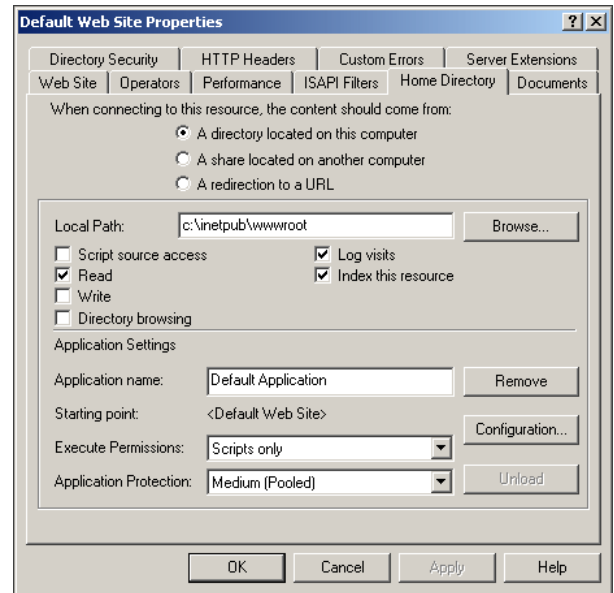 Default Web Site Properties
? ×
Directory Security HTTP Headers Custom Errors Server Extensions
Web Site Operators Performance ISAPI Filters Home Directory Documents
When connecting to this resource, the content should come from:
A directory located on this computer
A share located on another computer
A redirection to a URL
Local Path: c:\inetpub\wwwroot Browse...
Script source access Log visits
Read Index this resource
Write
Directory browsing
Application Settings
Application name: Default Application Remove
Starting point: <Default Web Site>
Configuration...
Execute Permissions: Scripts only
Application Protection: Medium (Pooled) Unload
OK Cancel Apply Help